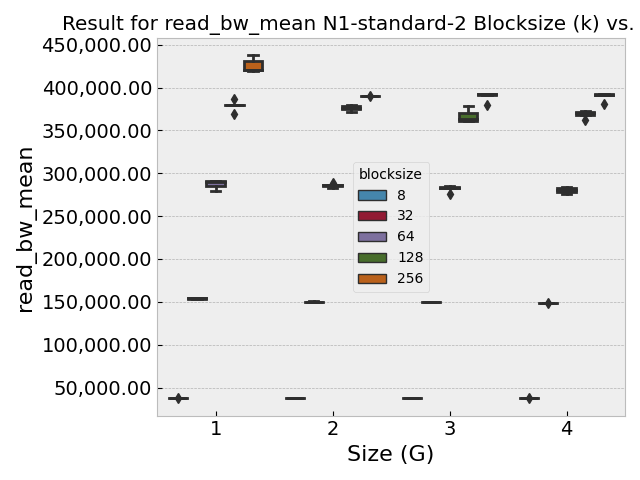 Result for read_bw_mean N1-standard-2 Blocksize (k) vs.
450,000.00
400,000.00
350,000.00
300,000.00
250,000.00
200,000.00
150,000.00
100,000.00
50,000.00
read_bw_mean
blocksize
8
32
64
128
256
1 2 3 4
Size (G)